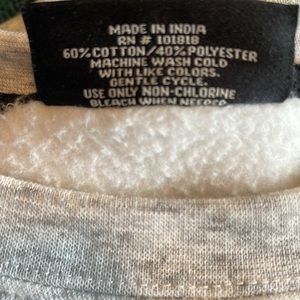 MADE IN INDIA
RN # 101818
60% COTTON/40% POLYESTER
MACHINE WASH COLD
WITH LIKE COLORS.
GENTLE CYCLE.
USE ONLY NON-CHLORINE
BLEACH WHEN NEEDED.